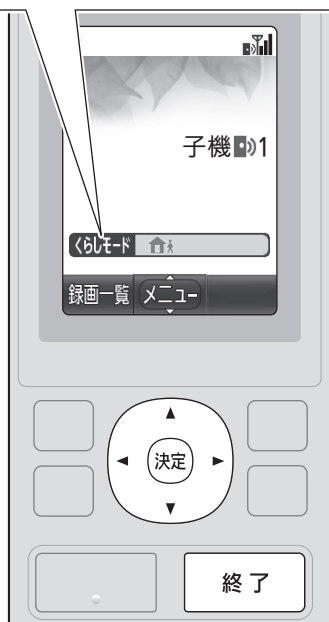 子機 1
くらしモード
録画一覧 メニュー
決定
終了